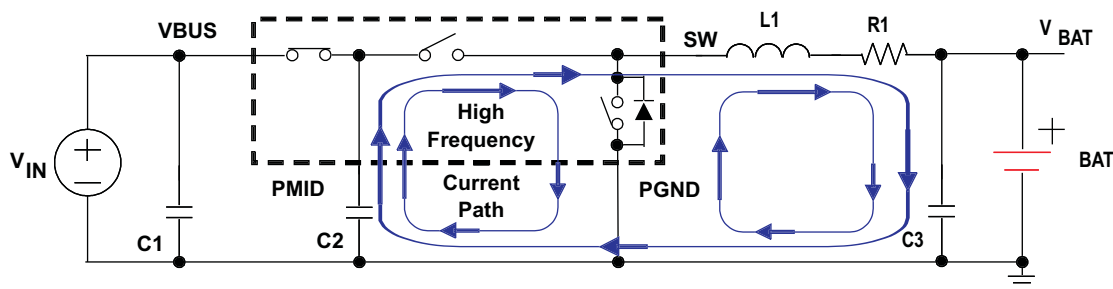 VBUS
SW
L1
R1
V BAT
High
Frequency
Current
Path
V IN
PMID
PGND
C1
C2
C3
+
BAT